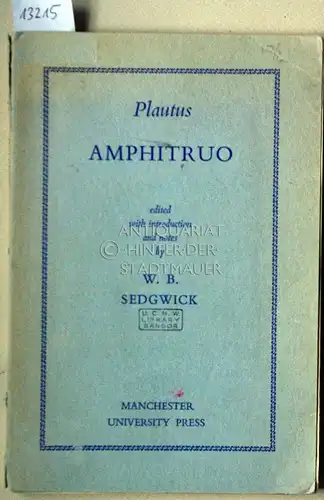 13215
Plautus
AMPHITRUO
edited
with introduction
and notes
by
W. B.
SEDGWICK
ANTIQUARIAT
©HINTER·DER·
STADTMAUER
U.C.N.W.
LIBRARY
BANGOR
MANCHESTER
UNIVERSITY PRESS